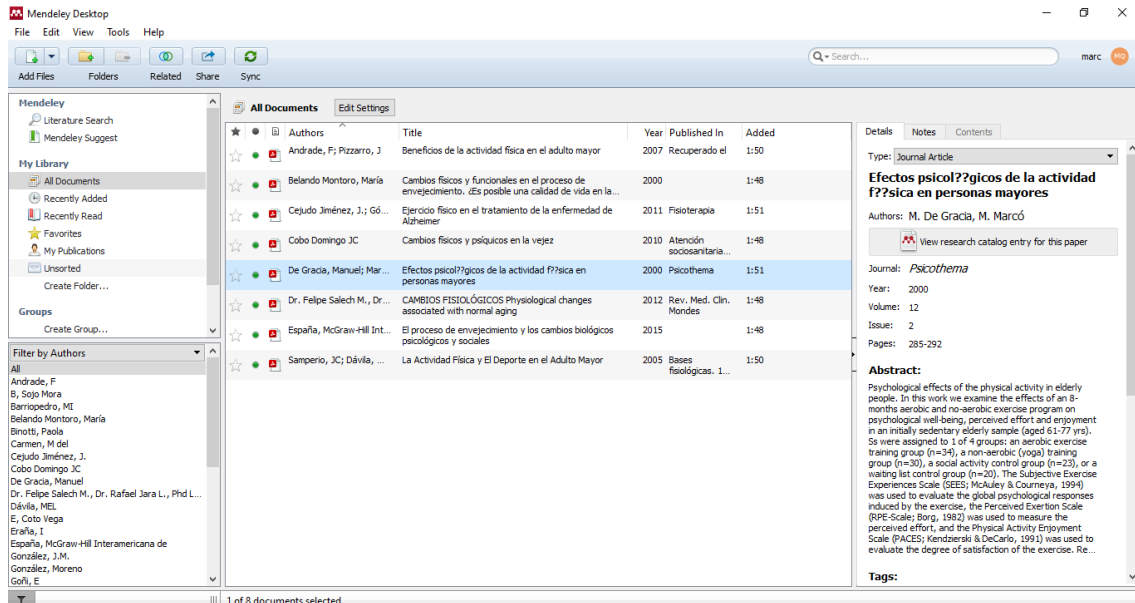 Mendeley Desktop
File Edit View Tools Help
Search...
marc MQ
Add Files Folders Related Share Sync
Mendeley
Literature Search
Mendeley Suggest
My Library
All Documents
Recently Added
Recently Read
Favorites
My Publications
Unsorted
Create Folder...
Groups
Create Group...
Filter by Authors
All
Andrade, F
B, Sojo Mora
Barriopedro, MI
Belando Montoro, María
Binotti, Paola
Carmen, M del
Cejudo Jiménez, J.
Cobo Domingo JC
De Gracia, Manuel
Dr. Felipe Salech M., Dr. Rafael Jara L., Phd L...
Dávila, MEL
E, Coto Vega
Eraña, I
España, McGraw-Hill Interamericana de
González, J.M.
González, Moreno
Goñi, E
All Documents Edit Settings
Authors Title Year Published In Added
Andrade, F; Pizarro, J Beneficios de la actividad física en el adulto mayor 2007 Recuperado el 1:50
Belando Montoro, María Cambios físicos y funcionales en el proceso de 2000 1:48
envejecimiento. ¿Es posible una calidad de vida en la...
Cejudo Jiménez, J.; Gó... Ejercicio físico en el tratamiento de la enfermedad de 2011 Fisioterapia 1:51
Alzheimer
Cobo Domingo JC Cambios físicos y psíquicos en la vejez 2010 Atención 1:48
sociosanitaria...
De Gracia, Manuel; Mar... Efectos psicol??gicos de la actividad f??sica en 2000 Psicothema 1:51
personas mayores
Dr. Felipe Salech M., Dr... CAMBIOS FISIOLÓGICOS Physiological changes 2012 Rev. Med. Clin. 1:48
associated with normal aging Mondes
España, McGraw-Hill Int... El proceso de envejecimiento y los cambios biológicos 2015 1:48
psicológicos y sociales
Samperio, JC; Dávila, ... La Actividad Física y El Deporte en el Adulto Mayor 2005 Bases 1:50
fisiológicas. 1...
1 of 8 documents selected
Details Notes Contents
Type: Journal Article
Efectos psicol??gicos de la actividad
f??sica en personas mayores
Authors: M. De Gracia, M. Marcó
View research catalog entry for this paper
Journal: Psicothema
Year: 2000
Volume: 12
Issue: 2
Pages: 285-292
Abstract:
Psychological effects of the physical activity in elderly
people. In this work we examine the effects of an 8-
months aerobic and no-aerobic exercise program on
psychological well-being, perceived effort and enjoyment
in an initially sedentary elderly sample (aged 61-77 yrs).
Ss were assigned to 1 of 4 groups: an aerobic exercise
training group (n=34), a non-aerobic (yoga) training
group (n=30), a social activity control group (n=23), or a
waiting list control group (n=20). The Subjective Exercise
Experiences Scale (SEES; McAuley & Courneya, 1994)
was used to evaluate the global psychological responses
induced by the exercise, the Perceived Exertion Scale
(RPE-Scale; Borg, 1982) was used to measure the
perceived effort, and the Physical Activity Enjoyment
Scale (PACES; Kendzierski & DeCarlo, 1991) was used to
evaluate the degree of satisfaction of the exercise. Re...
Tags: